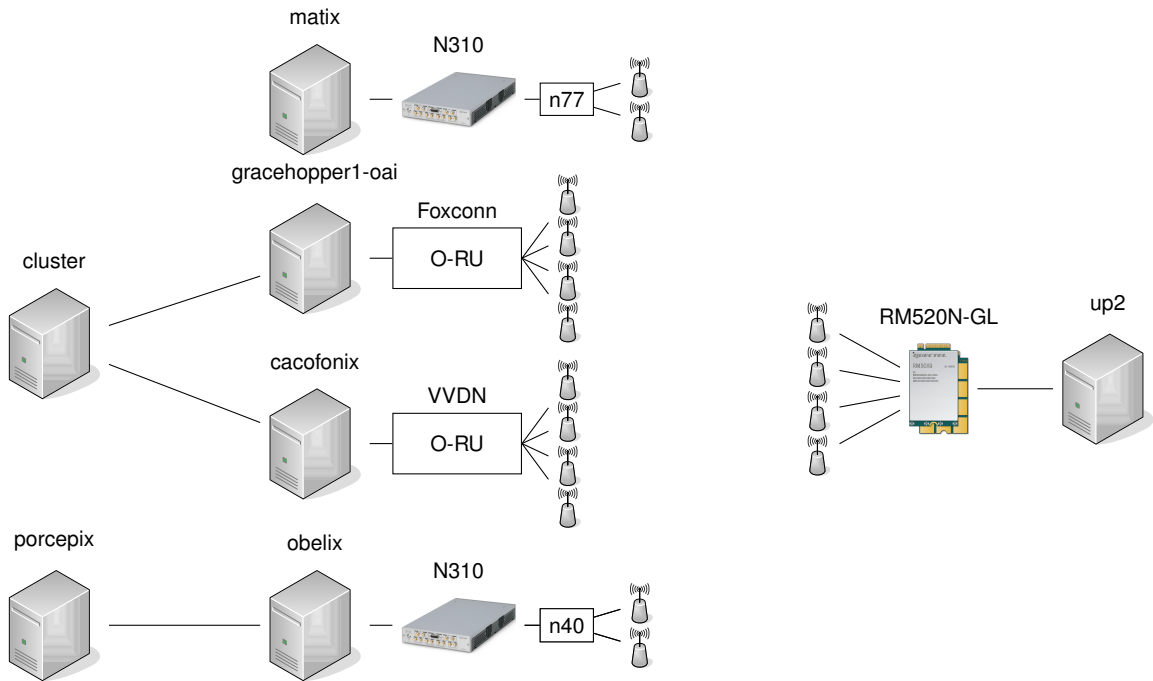 matix
N310
n77
gracehopper1-oai
Foxconn
O-RU
cluster
cacofonix
VVDN
O-RU
RM520N-GL
up2
porcepix
obelix
N310
n40